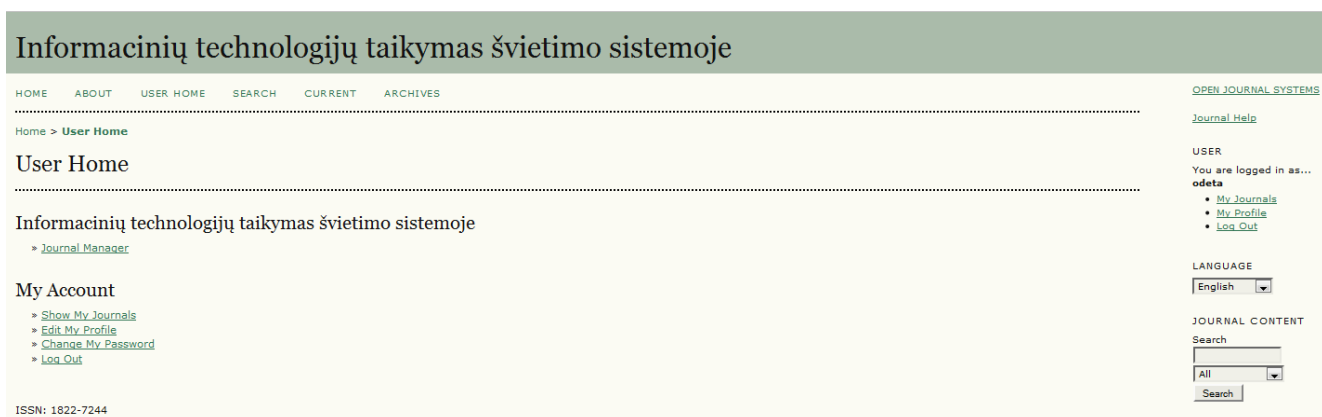 Informacinių technologijų taikymas švietimo sistemoje
HOME ABOUT USER HOME SEARCH CURRENT ARCHIVES
Home > User Home
User Home
Informacinių technologijų taikymas švietimo sistemoje
» Journal Manager
My Account
» Show My Journals
» Edit My Profile
» Change My Password
» Log Out
ISSN: 1822-7244
OPEN JOURNAL SYSTEMS
Journal Help
USER
You are logged in as...
odeta
• My Journals
• My Profile
• Log Out
LANGUAGE
English
JOURNAL CONTENT
Search
All
Search